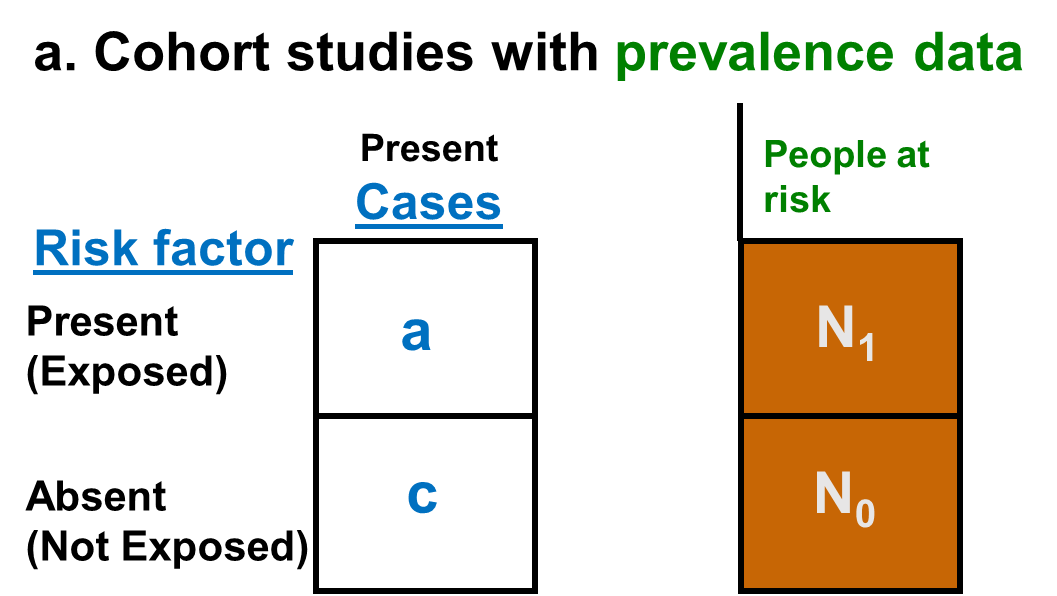 a. Cohort studies with prevalence data
Present
Cases
People at
risk
Risk factor
Present
(Exposed)
a
N₁
Absent
(Not Exposed)
c
N₀